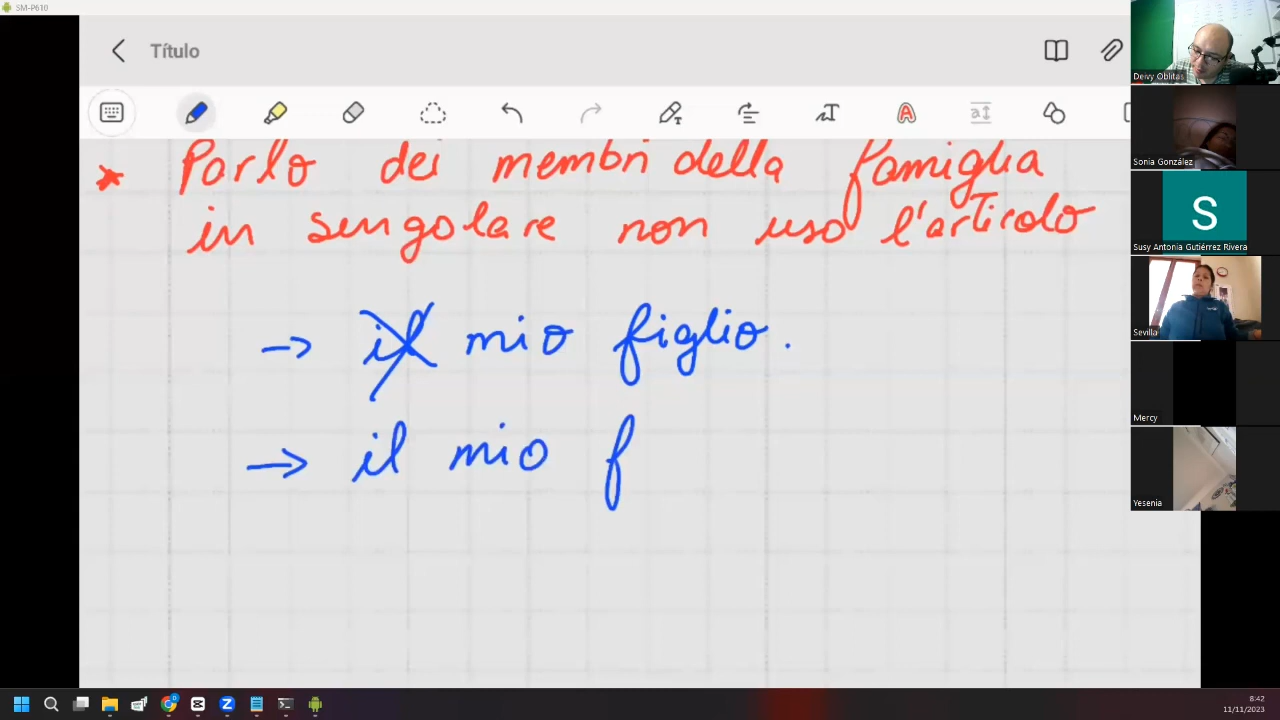 SM-P610
Título
* Parlo dei membri della famiglia
in singolare non uso l'articolo
→ il mio figlio.
→ il mio f
Deivy Oblitas
Sonia González
S
Susy Antonia Gutiérrez Rivera
Sevilla
Mercy
Yesenia
8:42
11/11/2023